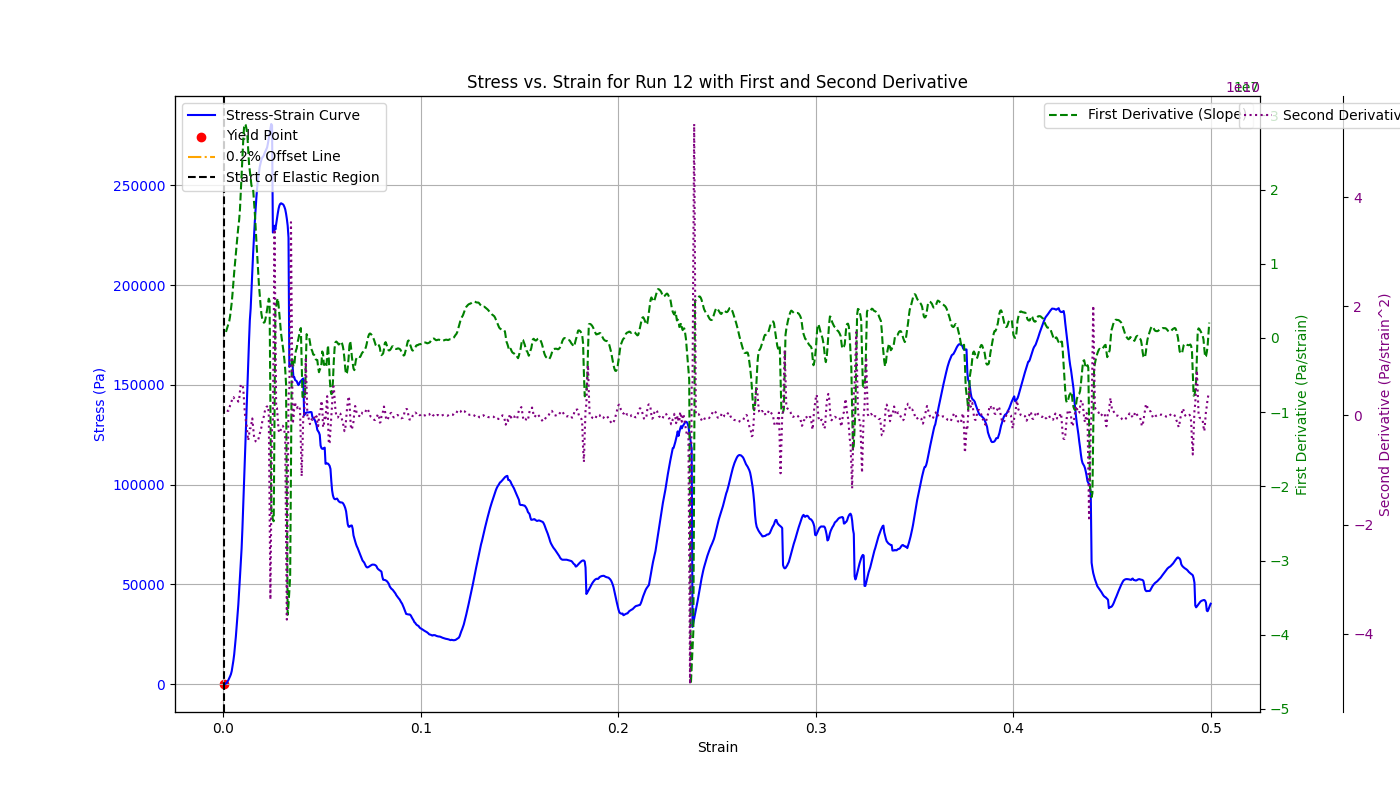 Stress vs. Strain for Run 12 with First and Second Derivative
Stress-Strain Curve
Yield Point
0.2% Offset Line
Start of Elastic Region
First Derivative (Slope)
Second Derivativ
Stress (Pa)
250000
200000
150000
100000
50000
0
0.0
0.1
0.2
0.3
0.4
0.5
Strain
3
2
1
0
−1
−2
−3
−4
−5
First Derivative (Pa/strain)
4
2
0
−2
−4
Second Derivative (Pa/strain^2)